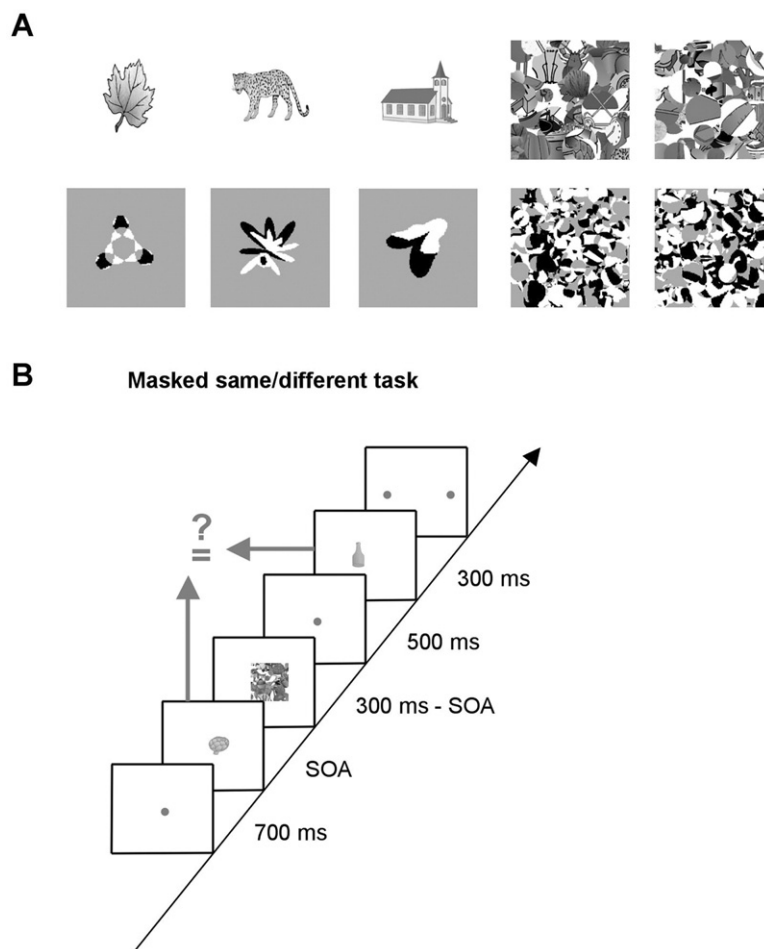 A
B
Masked same/different task
?
=
300 ms
500 ms
300 ms - SOA
SOA
700 ms